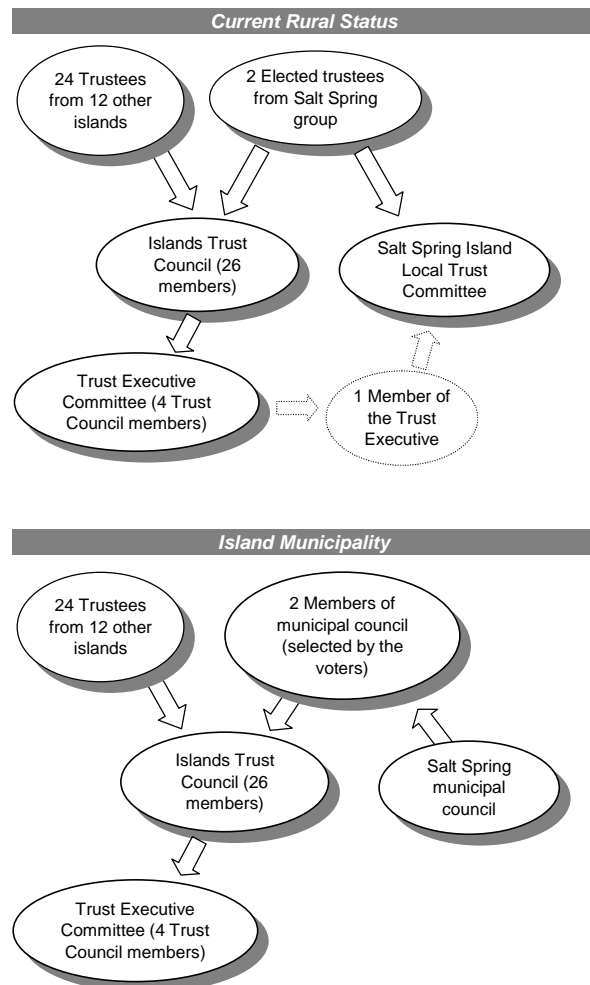 Current Rural Status
24 Trustees
from 12 other
islands
2 Elected trustees
from Salt Spring
group
Islands Trust
Council (26
members)
Salt Spring Island
Local Trust
Committee
Trust Executive
Committee (4 Trust
Council members)
1 Member of
the Trust
Executive
Island Municipality
24 Trustees
from 12 other
islands
2 Members of
municipal council
(selected by the
voters)
Islands Trust
Council (26
members)
Salt Spring
municipal
council
Trust Executive
Committee (4 Trust
Council members)